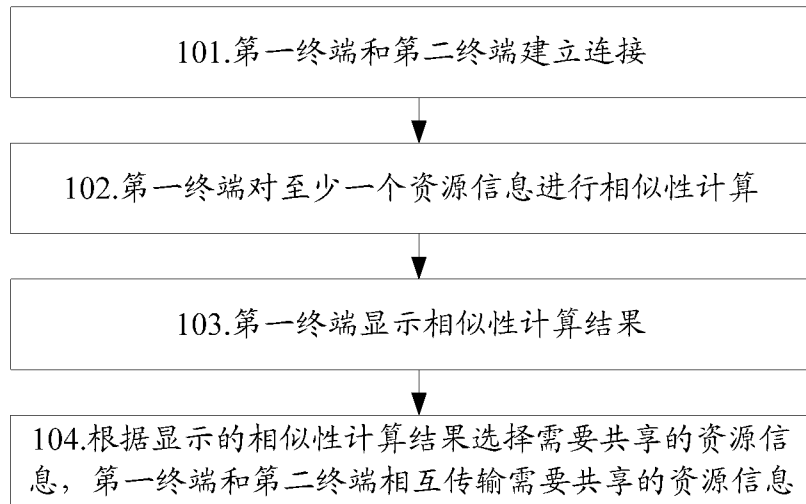 101.第一终端和第二终端建立连接
102.第一终端对至少一个资源信息进行相似性计算
103.第一终端显示相似性计算结果
104.根据显示的相似性计算结果选择需要共享的资源信
息，第一终端和第二终端相互传输需要共享的资源信息